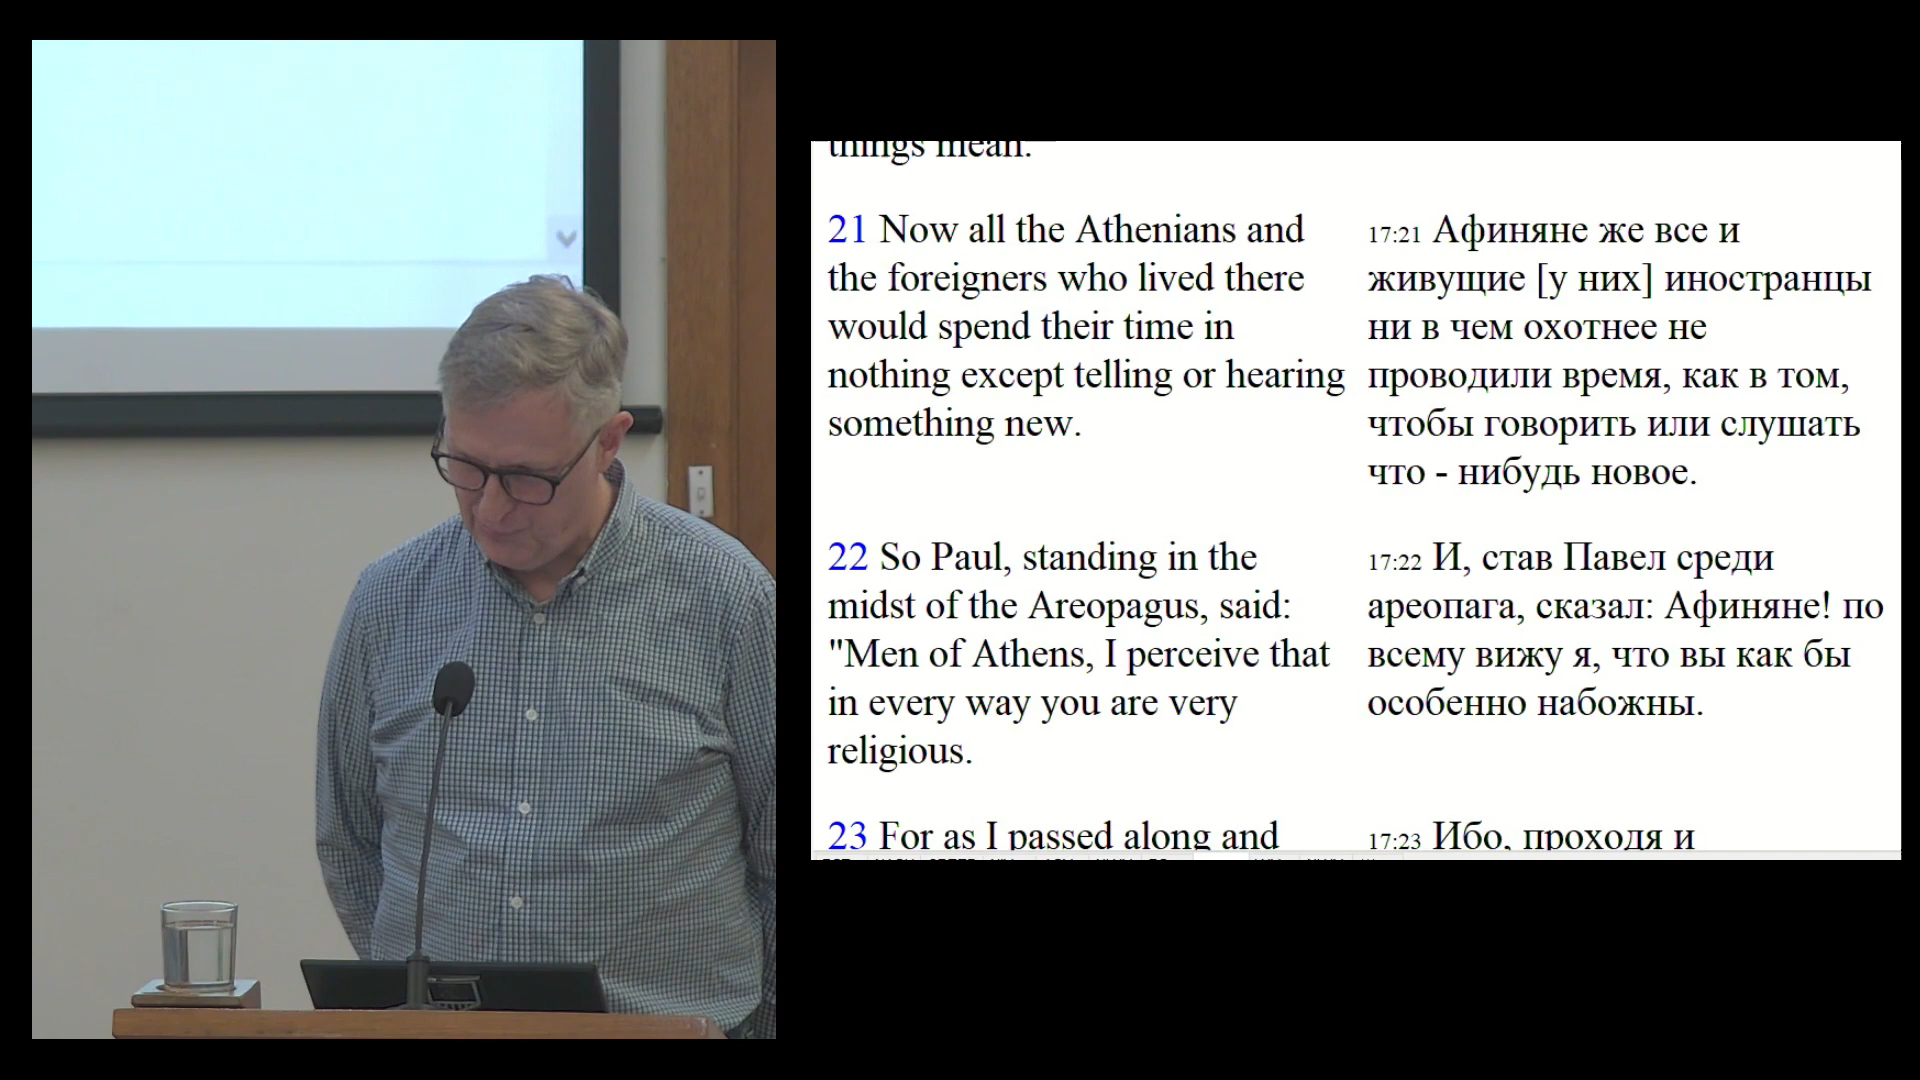 things mean.
21 Now all the Athenians and
the foreigners who lived there
would spend their time in
nothing except telling or hearing
something new.
17:21 Афиняне же все и
живущие [у них] иностранцы
ни в чем охотнее не
проводили время, как в том,
чтобы говорить или слушать
что - нибудь новое.
22 So Paul, standing in the
midst of the Areopagus, said:
"Men of Athens, I perceive that
in every way you are very
religious.
17:22 И, став Павел среди
ареопага, сказал: Афиняне! по
всему вижу я, что вы как бы
особенно набожны.
23 For as I passed along and
17:23 Ибо, проходя и